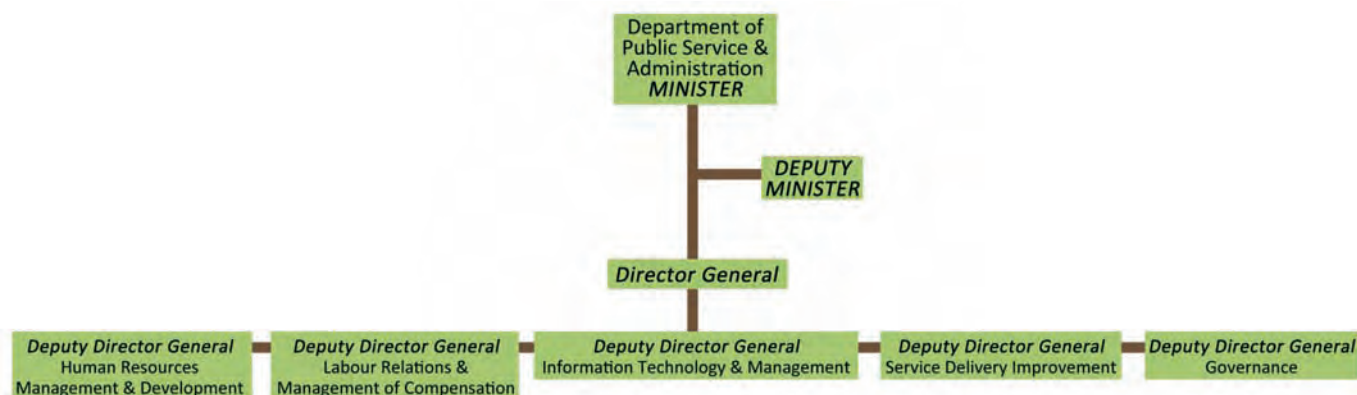 Department of
Public Service &
Administration
MINISTER
DEPUTY
MINISTER
Director General
Deputy Director General
Human Resources
Management & Development
Deputy Director General
Labour Relations &
Management of Compensation
Deputy Director General
Information Technology & Management
Deputy Director General
Service Delivery Improvement
Deputy Director General
Governance